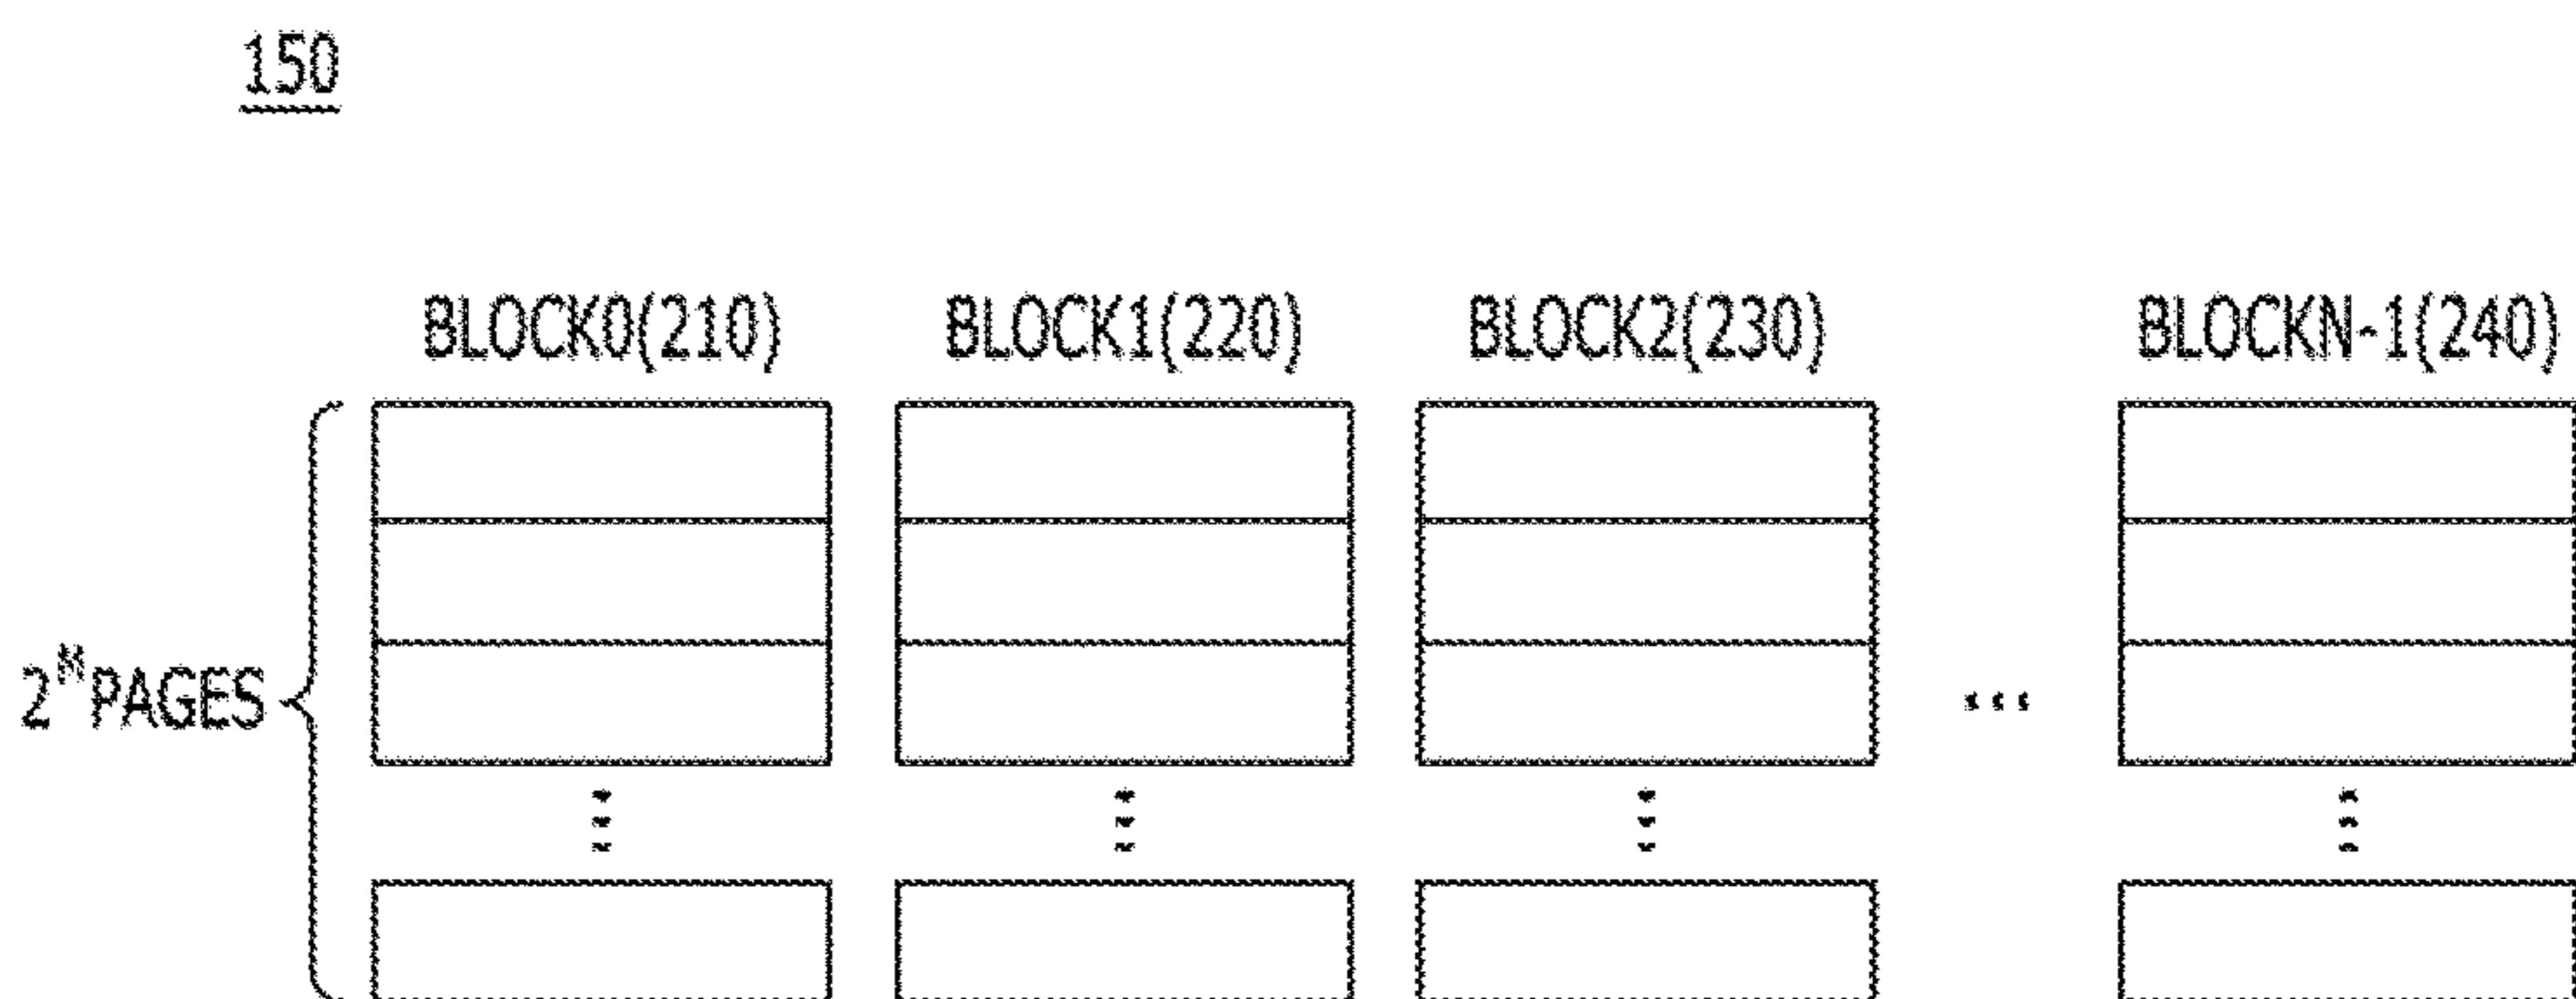 150
BLOCK0(210) BLOCK1(220) BLOCK2(230) BLOCKN-1(240)
2^M PAGES
...